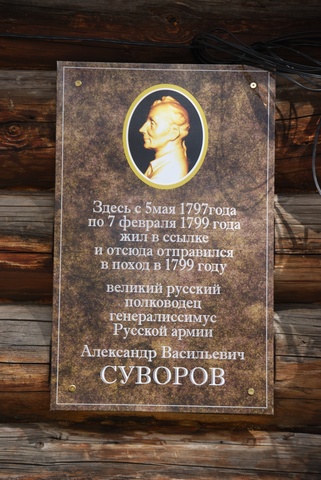 Здесь с 5мая 1797года
по 7 февраля 1799 года
жил в ссылке
и отсюда отправился
в поход в 1799 году
великий русский
полководец
генералиссимус
Русской армии
Александр Васильевич
СУВОРОВ